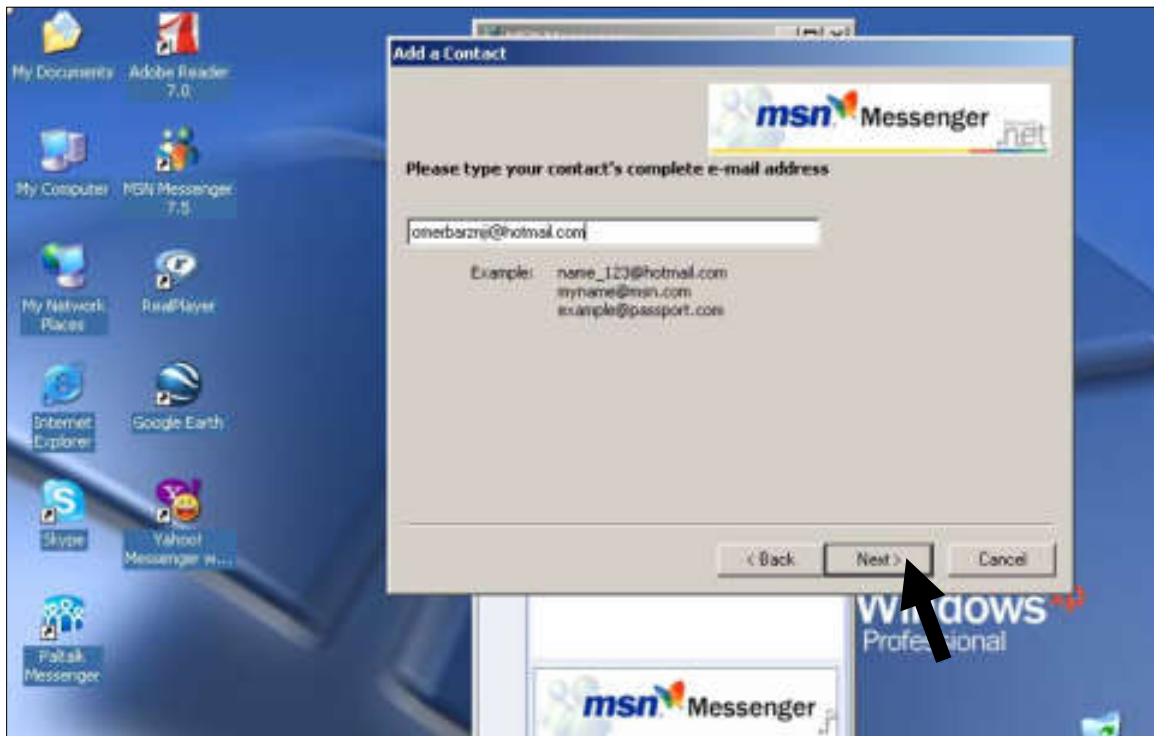 My Documents
Adobe Reader
7.0
My Computer
MSN Messenger
7.5
My Network
Places
RealPlayer
Internet
Explorer
Google Earth
Skype
Yahoo!
Messenger w...
Paltalk
Messenger
Add a Contact
msn Messenger
.net
Please type your contact's complete e-mail address
omerbarznji@hotmail.com
Example: name_123@hotmail.com
myname@msn.com
example@passport.com
< Back
Next >
Cancel
Windows xp
Professional
msn Messenger